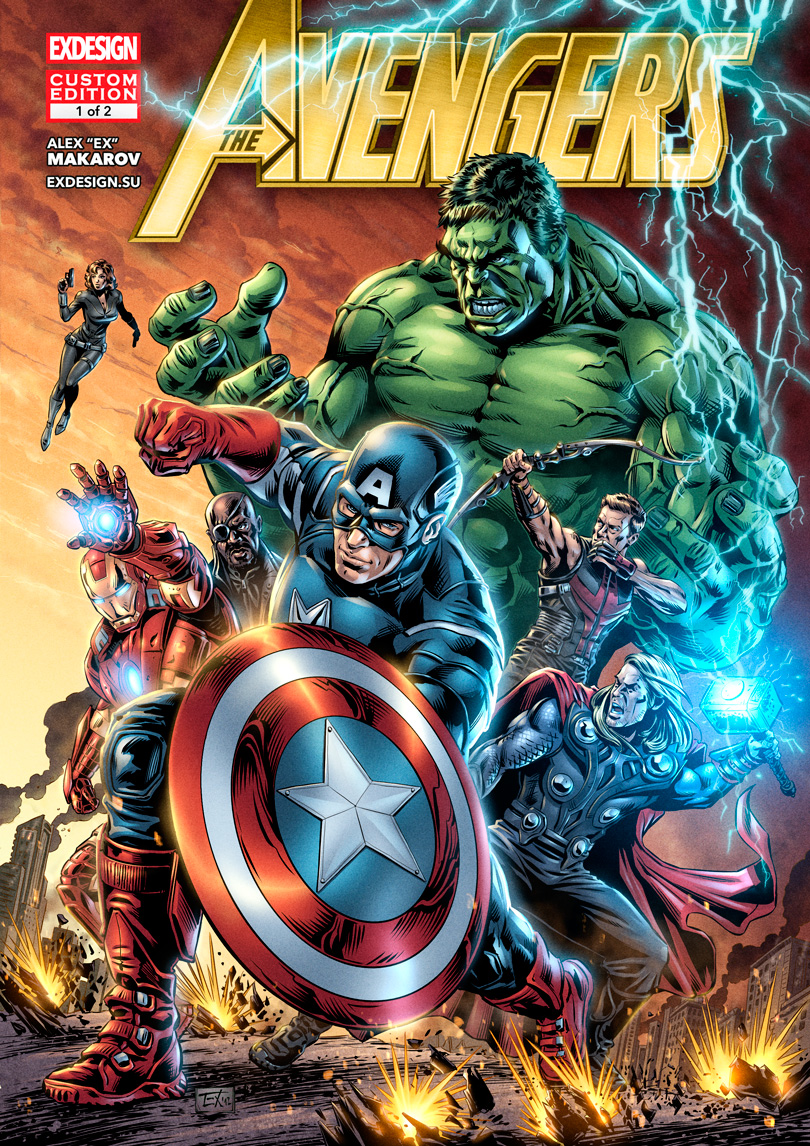 EXDESIGN
CUSTOM
EDITION
1 of 2
ALEX "EX"
MAKAROV
EXDESIGN.SU
THE
AVENGERS
A